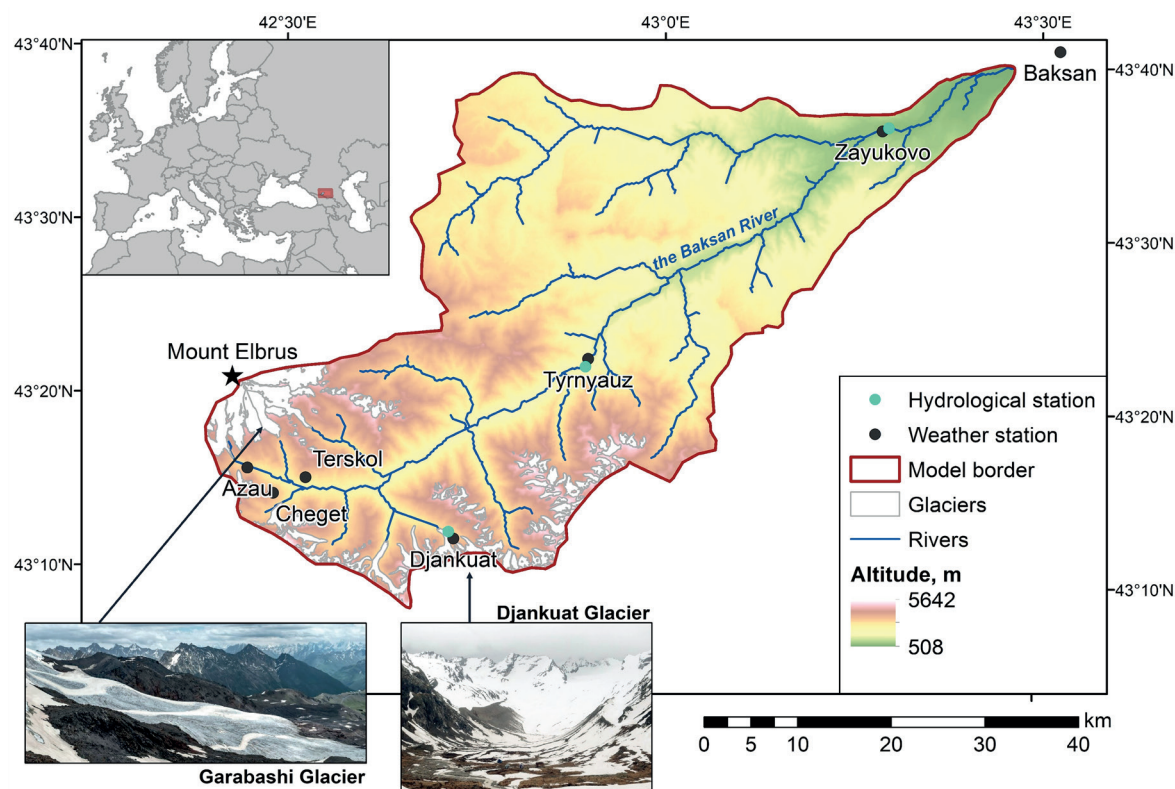 42°30'E
43°0'E
43°30'E
43°40'N
43°40'N
Baksan
Zayukovo
43°30'N
43°30'N
the Baksan River
Mount Elbrus
Tyrnyauz
43°20'N
43°20'N
Hydrological station
Weather station
Terskol
Azau
Model border
Cheget
Glaciers
Rivers
Djankuat
43°10'N
43°10'N
Altitude, m
5642
508
Djankuat Glacier
km
0 5 10 20 30 40
Garabashi Glacier